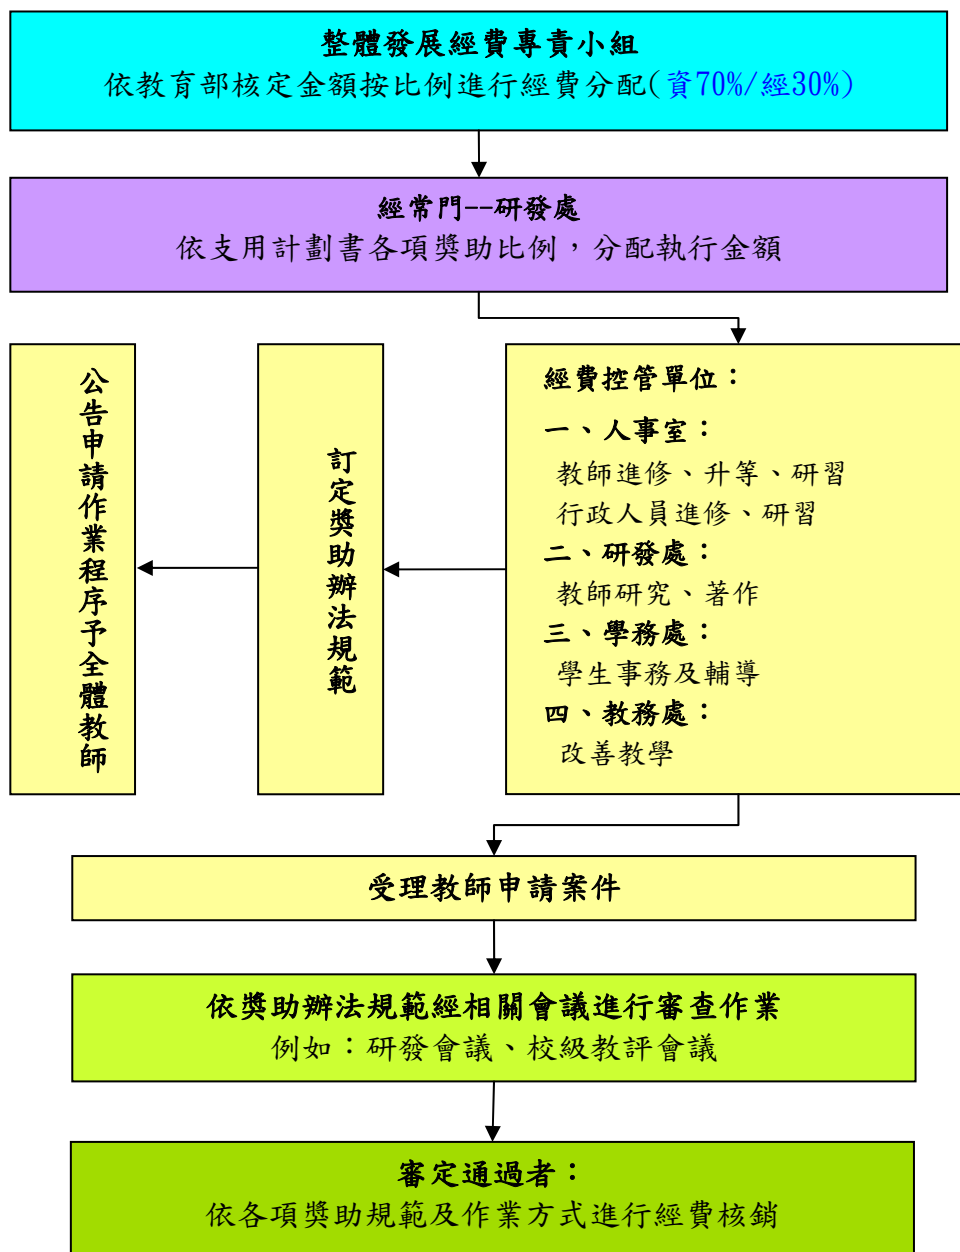 整體發展經費專責小組
依教育部核定金額按比例進行經費分配(資70%/經30%)
經常門--研發處
依支用計劃書各項獎助比例，分配執行金額
經費控管單位：
一、人事室：
教師進修、升等、研習
行政人員進修、研習
二、研發處：
教師研究、著作
三、學務處：
學生事務及輔導
四、教務處：
改善教學
訂定獎助辦法規範
公告申請作業程序予全體教師
受理教師申請案件
依獎助辦法規範經相關會議進行審查作業
例如：研發會議、校級教評會議
審定通過者：
依各項獎助規範及作業方式進行經費核銷